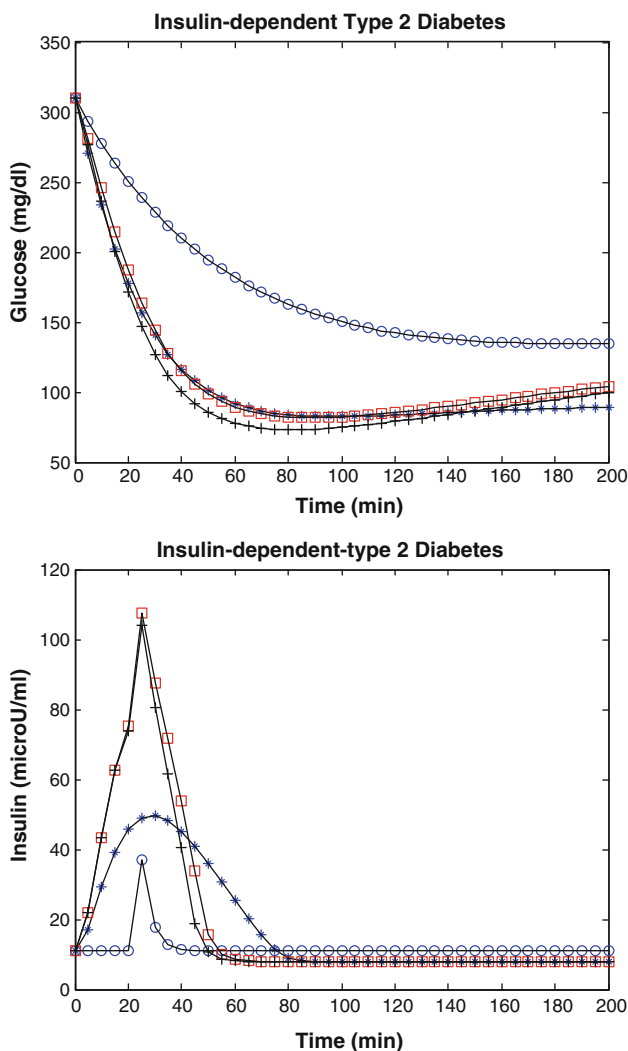 Insulin-dependent Type 2 Diabetes
350
300
250
200
150
100
50
Glucose (mg/dl)
0 20 40 60 80 100 120 140 160 180 200
Time (min)
Insulin-dependent-type 2 Diabetes
120
100
80
60
40
20
0
Insulin (microU/ml)
0 20 40 60 80 100 120 140 160 180 200
Time (min)